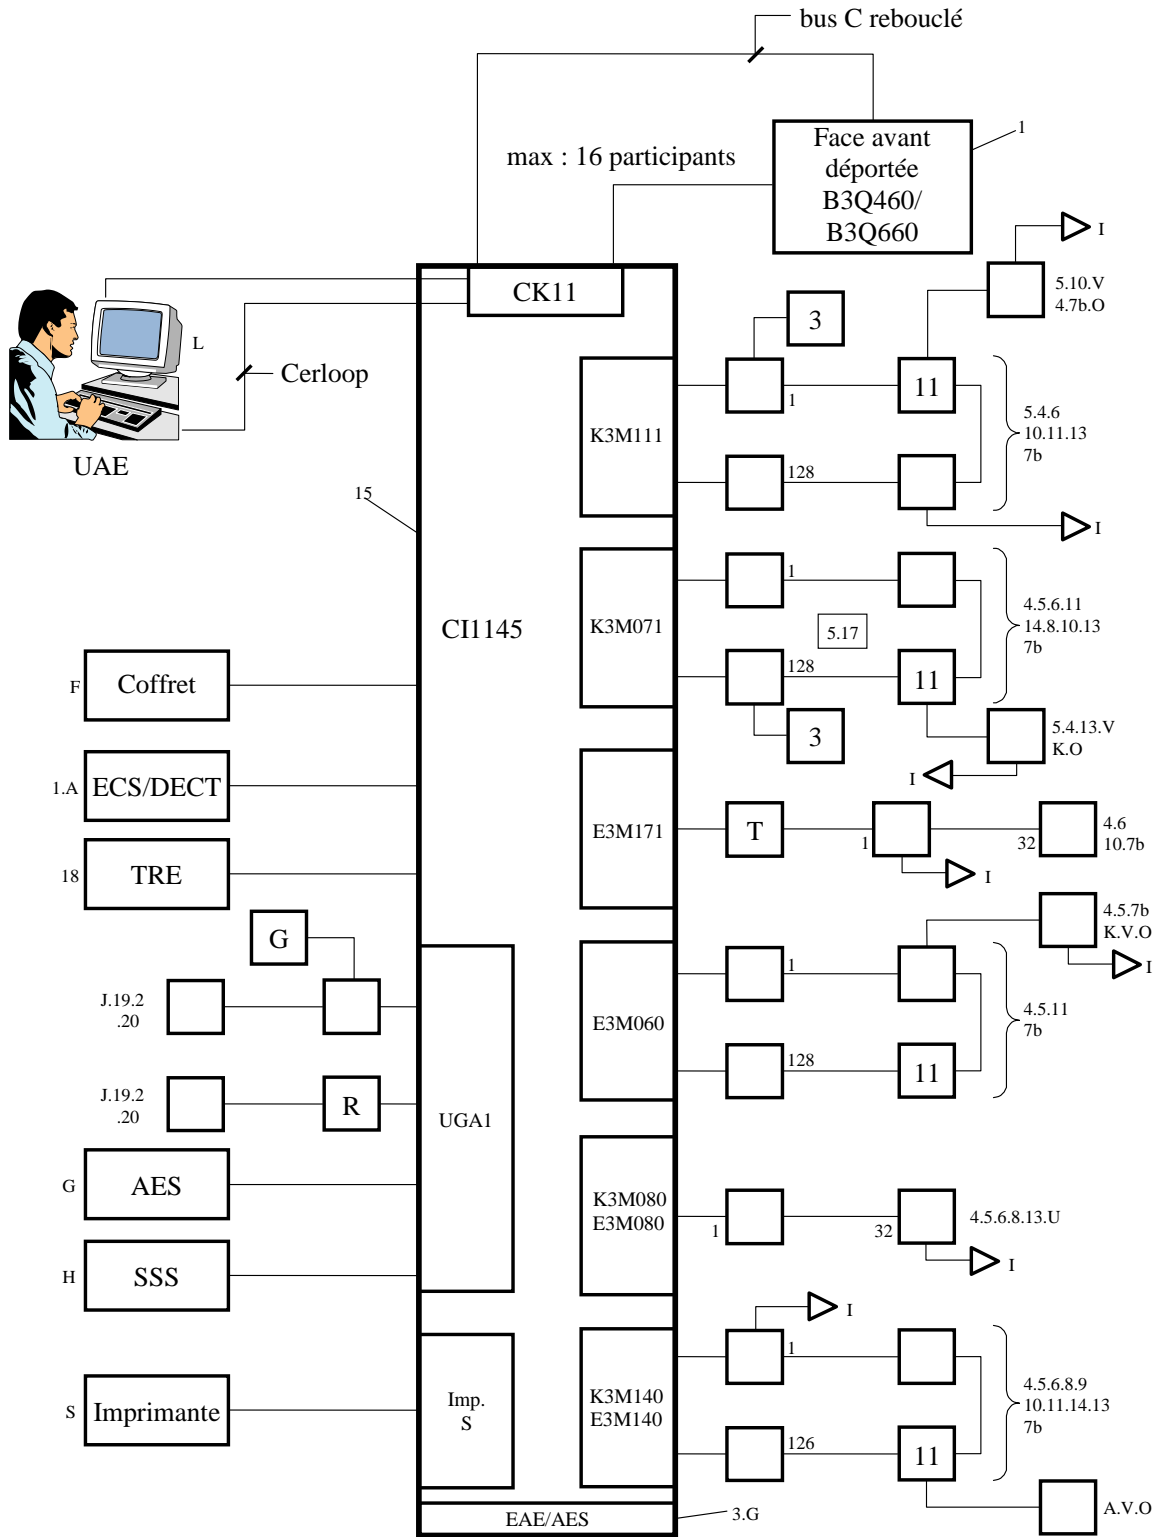 bus C rebouclé
max : 16 participants
Face avant
déportée
B3Q460/
B3Q660
1
I
5.10.V
4.7b.O
CK11
L
Cerloop
UAE
3
1
11
K3M111
5.4.6
10.11.13
7b
128
I
15
1
K3M071
CI1145
5.17
4.5.6.11
14.8.10.13
7b
128
11
3
5.4.13.V
K.O
I
F
Coffret
1.A
ECS/DECT
18
TRE
E3M171
T
1
32
4.6
10.7b
I
G
J.19.2
.20
J.19.2
.20
R
UGA1
E3M060
1
4.5.7b
K.V.O
I
4.5.11
7b
128
11
G
AES
H
SSS
K3M080
E3M080
1
32
4.5.6.8.13.U
I
I
S
Imprimante
Imp.
S
K3M140
E3M140
1
4.5.6.8.9
10.11.14.13
7b
126
11
A.V.O
EAE/AES
3.G